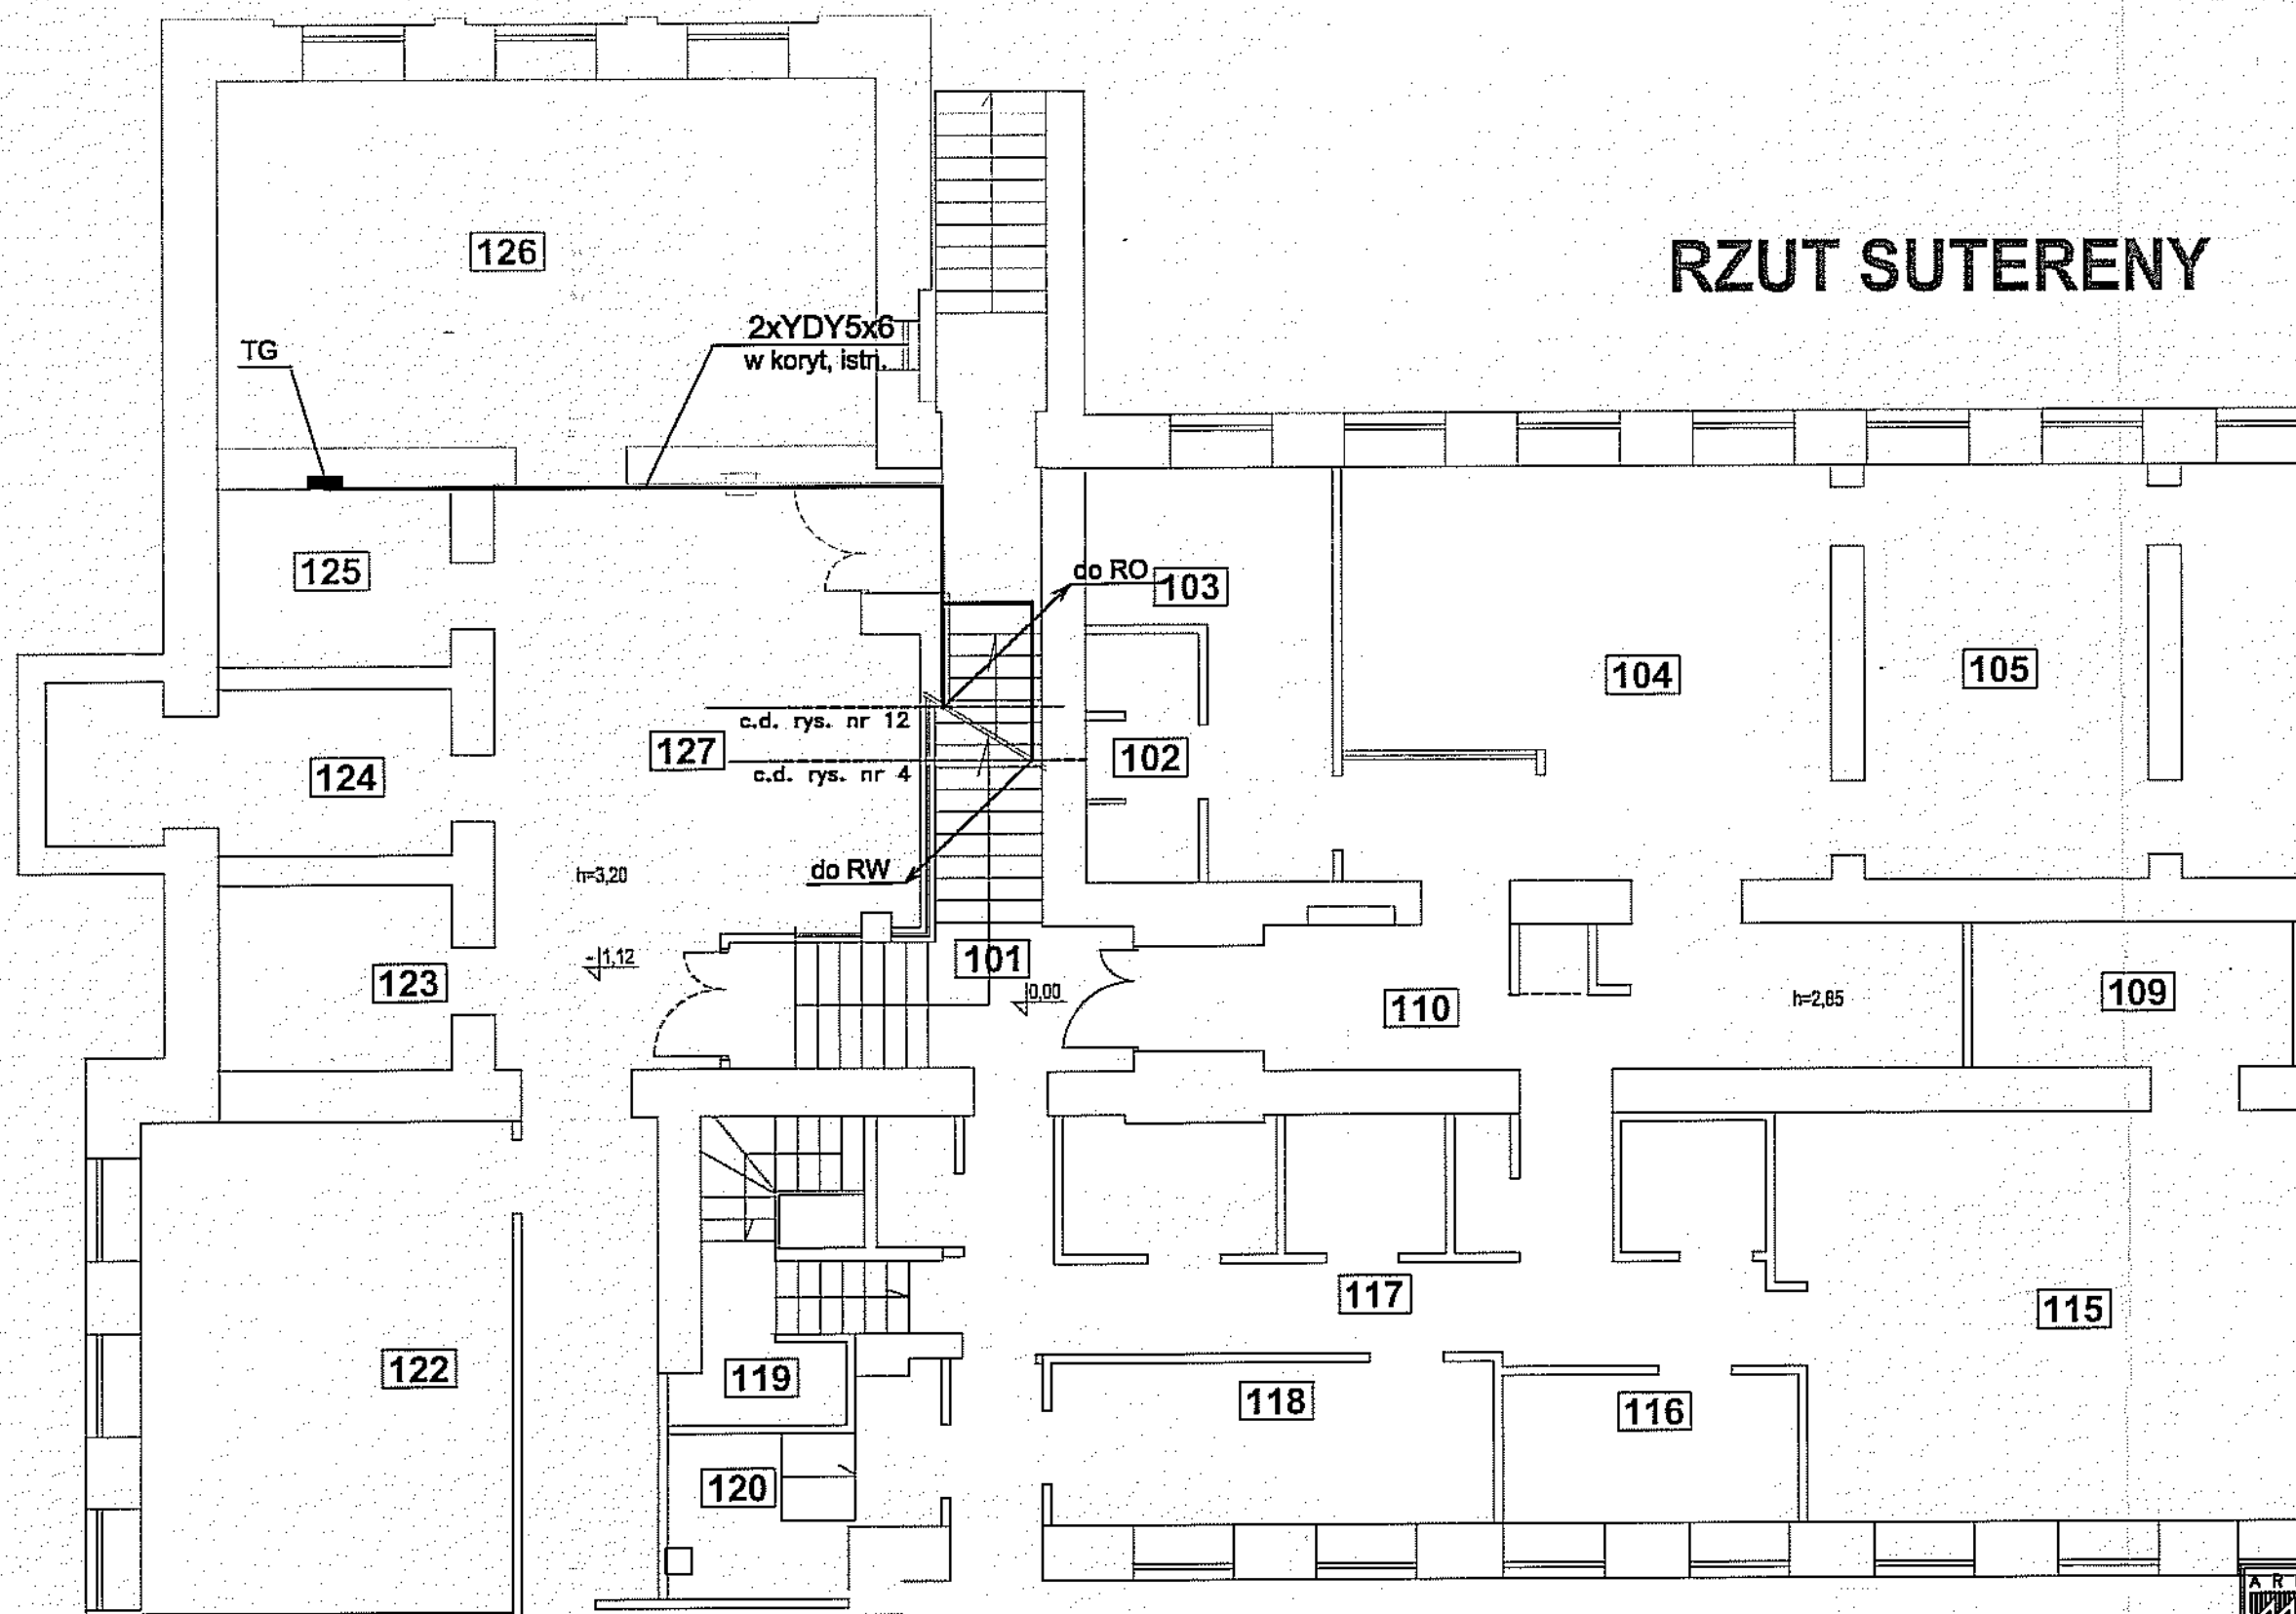 RZUT SUTERENY
126
2xYDY5x6
w koryt, istn.
TG
125
do RO
103
104
105
c.d. rys. nr 12
127
102
c.d. rys. nr 4
124
do RW
h=3,20
-1,12
101
123
0,00
110
h=2,85
109
117
115
122
119
118
116
120
A R